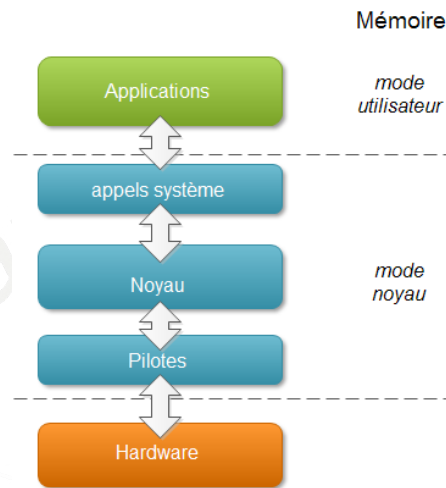 Mémoire
Applications
mode
utilisateur
appels système
Noyau
mode
noyau
Pilotes
Hardware